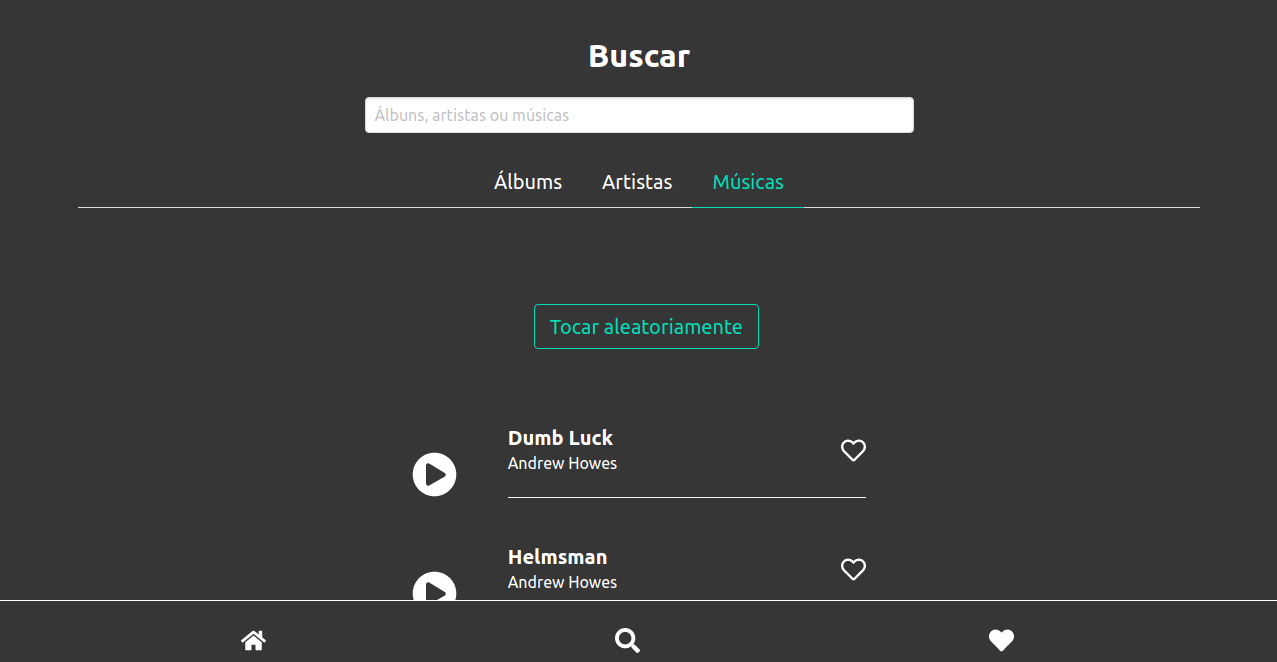 Buscar
Álbuns, artistas ou músicas
Álbums
Artistas
Músicas
Tocar aleatoriamente
Dumb Luck
Andrew Howes
Helmsman
Andrew Howes